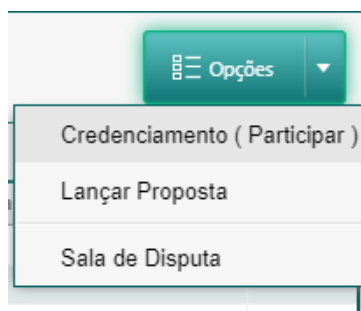 Opções
Credenciamento ( Participar )
Lançar Proposta
Sala de Disputa